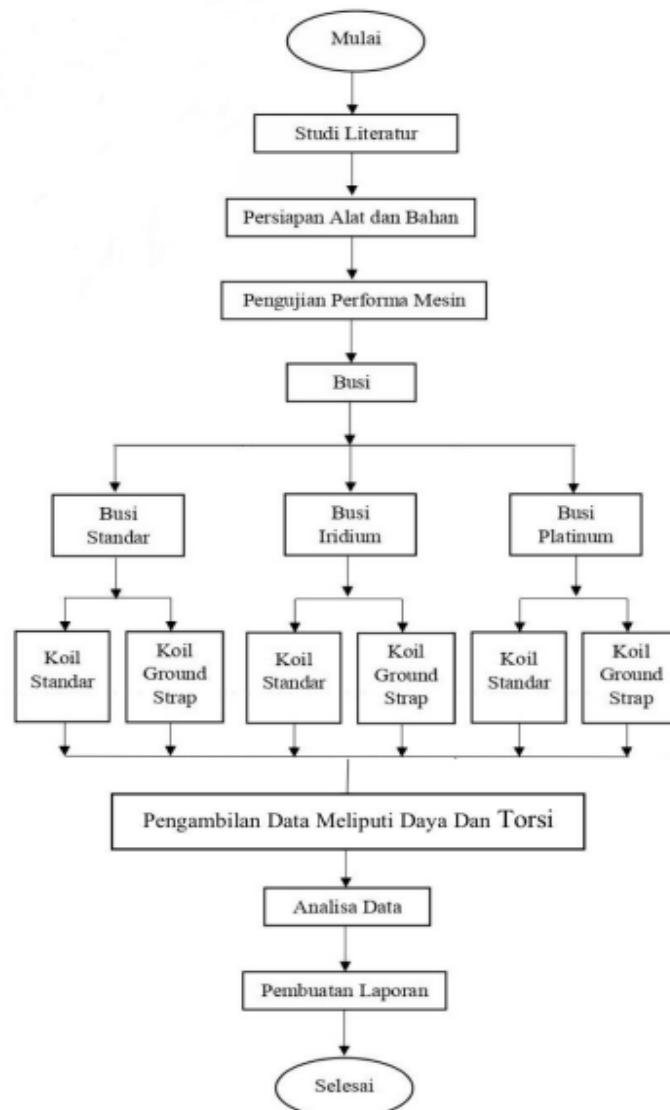 Mulai
Studi Literatur
Persiapan Alat dan Bahan
Pengujian Performa Mesin
Busi
Busi
Standar
Busi
Iridium
Busi
Platinum
Koil
Standar
Koil
Ground
Strap
Koil
Standar
Koil
Ground
Strap
Koil
Standar
Koil
Ground
Strap
Pengambilan Data Meliputi Daya Dan Torsi
Analisa Data
Pembuatan Laporan
Selesai